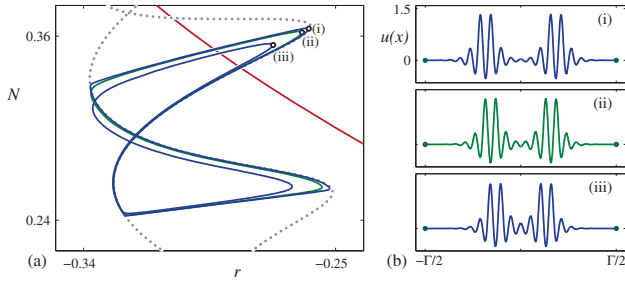 0.36
N
0.24
(i)
(ii)
(iii)
(a)
−0.34
r
−0.25
1.5
u(x)
0
(i)
(ii)
(iii)
(b)
−Γ/2
Γ/2